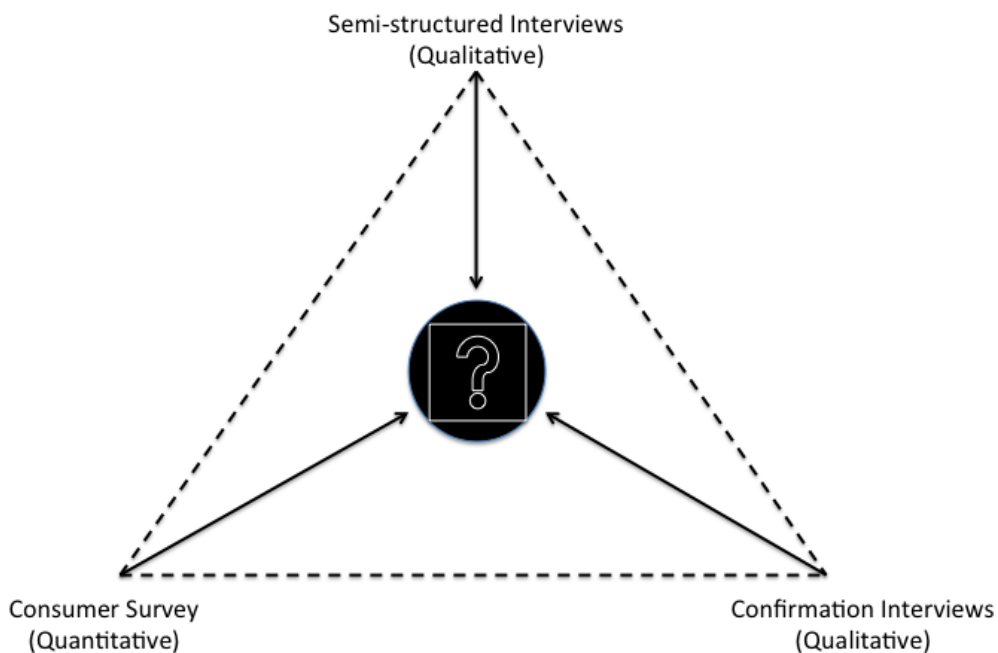 Semi-structured Interviews
(Qualitative)
?
Consumer Survey
(Quantitative)
Confirmation Interviews
(Qualitative)